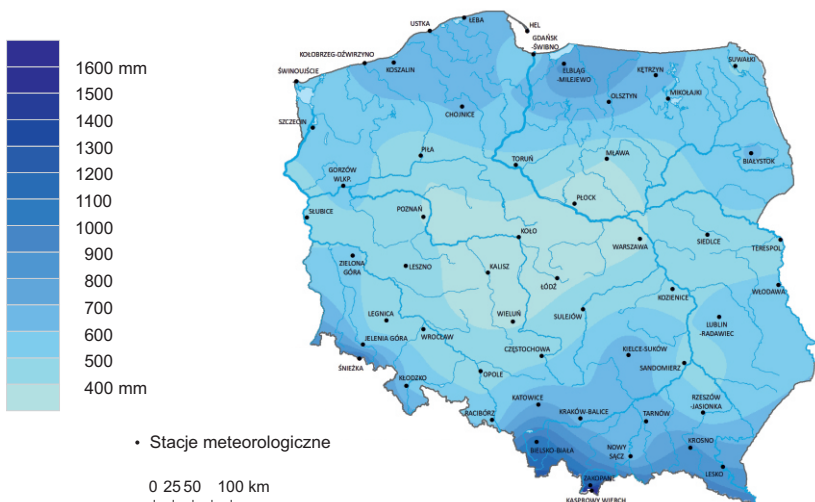 1600 mm
1500
1400
1300
1200
1100
1000
900
800
700
600
500
400 mm
• Stacje meteorologiczne
0 25 50 100 km
ŁEBA
USTKA
HEL
GDAŃSK
-ŚWIBNO
KOŁOBRZEG-DŹWIRZYNO
KOSZALIN
ŚWINOUJŚCIE
ELBLĄG
-MILEJEWO
KĘTRZYN
SUWAŁKI
MIKOŁAJKI
OLSZTYN
CHOJNICE
SZCZECIN
PIŁA
TORUŃ
MŁAWA
BIAŁYSTOK
GORZÓW
WLKP.
PŁOCK
SŁUBICE
POZNAŃ
KOŁO
WARSZAWA
SIEDLCE
TERESPOL
ZIELONA
GÓRA
LESZNO
KALISZ
ŁÓDŹ
KOZIENICE
WŁODAWA
LEGNICA
WIELUŃ
SULEJÓW
LUBLIN
-RADAWIEC
WROCŁAW
JELENIA GÓRA
CZĘSTOCHOWA
KIELCE-SUKÓW
SANDOMIERZ
ŚNIEŻKA
KŁODZKO
OPOLE
KATOWICE
RZESZÓW
-JASIONKA
RACIBÓRZ
KRAKÓW-BALICE
TARNÓW
BIELSKO-BIAŁA
NOWY
SĄCZ
KROSNO
LESKO
ZAKOPANE
KASPROWY WIERCH